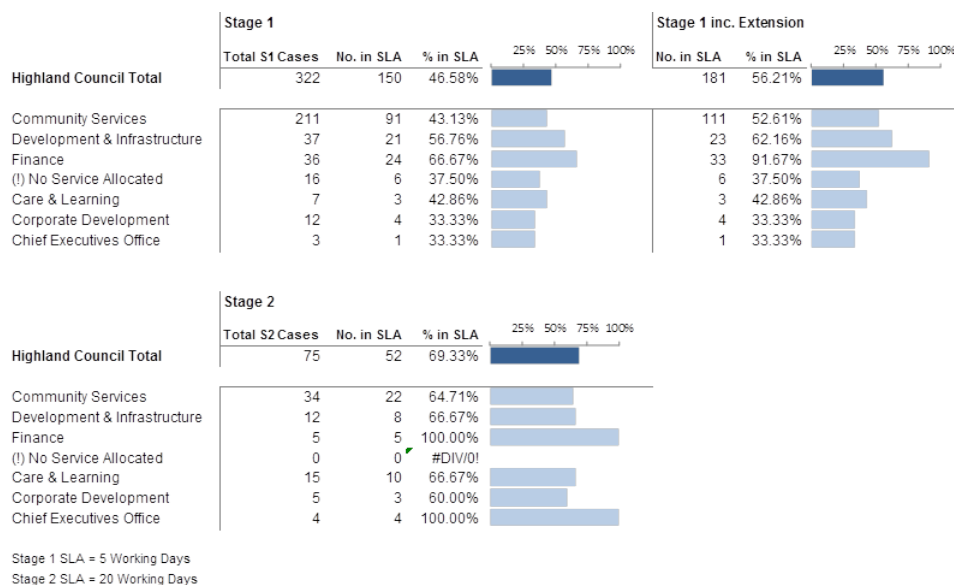 Stage 1 Stage 1 inc. Extension
Total S1 Cases No. in SLA % in SLA 25% 50% 75% 100% No. in SLA % in SLA 25% 50% 75% 100%
Highland Council Total 322 150 46.58% 181 56.21%
Community Services 211 91 43.13% 111 52.61%
Development & Infrastructure 37 21 56.76% 23 62.16%
Finance 36 24 66.67% 33 91.67%
(!) No Service Allocated 16 6 37.50% 6 37.50%
Care & Learning 7 3 42.86% 3 42.86%
Corporate Development 12 4 33.33% 4 33.33%
Chief Executives Office 3 1 33.33% 1 33.33%
Stage 2
Total S2 Cases No. in SLA % in SLA 25% 50% 75% 100%
Highland Council Total 75 52 69.33%
Community Services 34 22 64.71%
Development & Infrastructure 12 8 66.67%
Finance 5 5 100.00%
(!) No Service Allocated 0 0 #DIV/0!
Care & Learning 15 10 66.67%
Corporate Development 5 3 60.00%
Chief Executives Office 4 4 100.00%
Stage 1 SLA = 5 Working Days
Stage 2 SLA = 20 Working Days